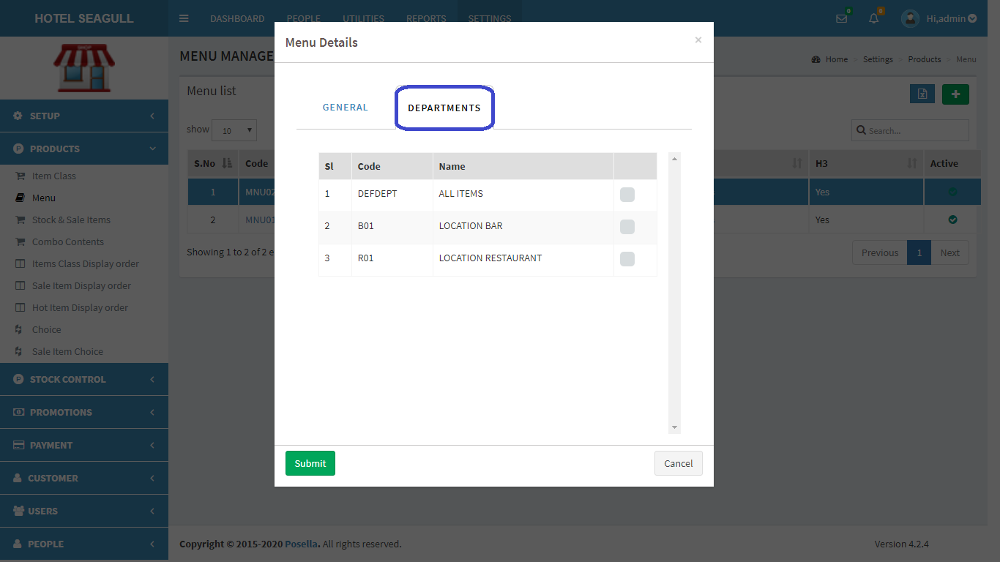 HOTEL SEAGULL
DASHBOARD PEOPLE UTILITIES REPORTS SETTINGS
0 0 Hi,admin
SHOP
MENU MANAGE
Home > Settings > Products > Menu
SETUP
PRODUCTS
Item Class
Menu
Stock & Sale Items
Combo Contents
Items Class Display order
Sale Item Display order
Hot Item Display order
Choice
Sale Item Choice
STOCK CONTROL
PROMOTIONS
PAYMENT
CUSTOMER
USERS
PEOPLE
Menu list
show 10
Search...
S.No Code H3 Active
1 MNU02 Yes
2 MNU01 Yes
Showing 1 to 2 of 2 e
Previous 1 Next
Menu Details
×
GENERAL DEPARTMENTS
Sl Code Name
1 DEFDEPT ALL ITEMS
2 B01 LOCATION BAR
3 R01 LOCATION RESTAURANT
Submit Cancel
Copyright © 2015-2020 Posella. All rights reserved.
Version 4.2.4